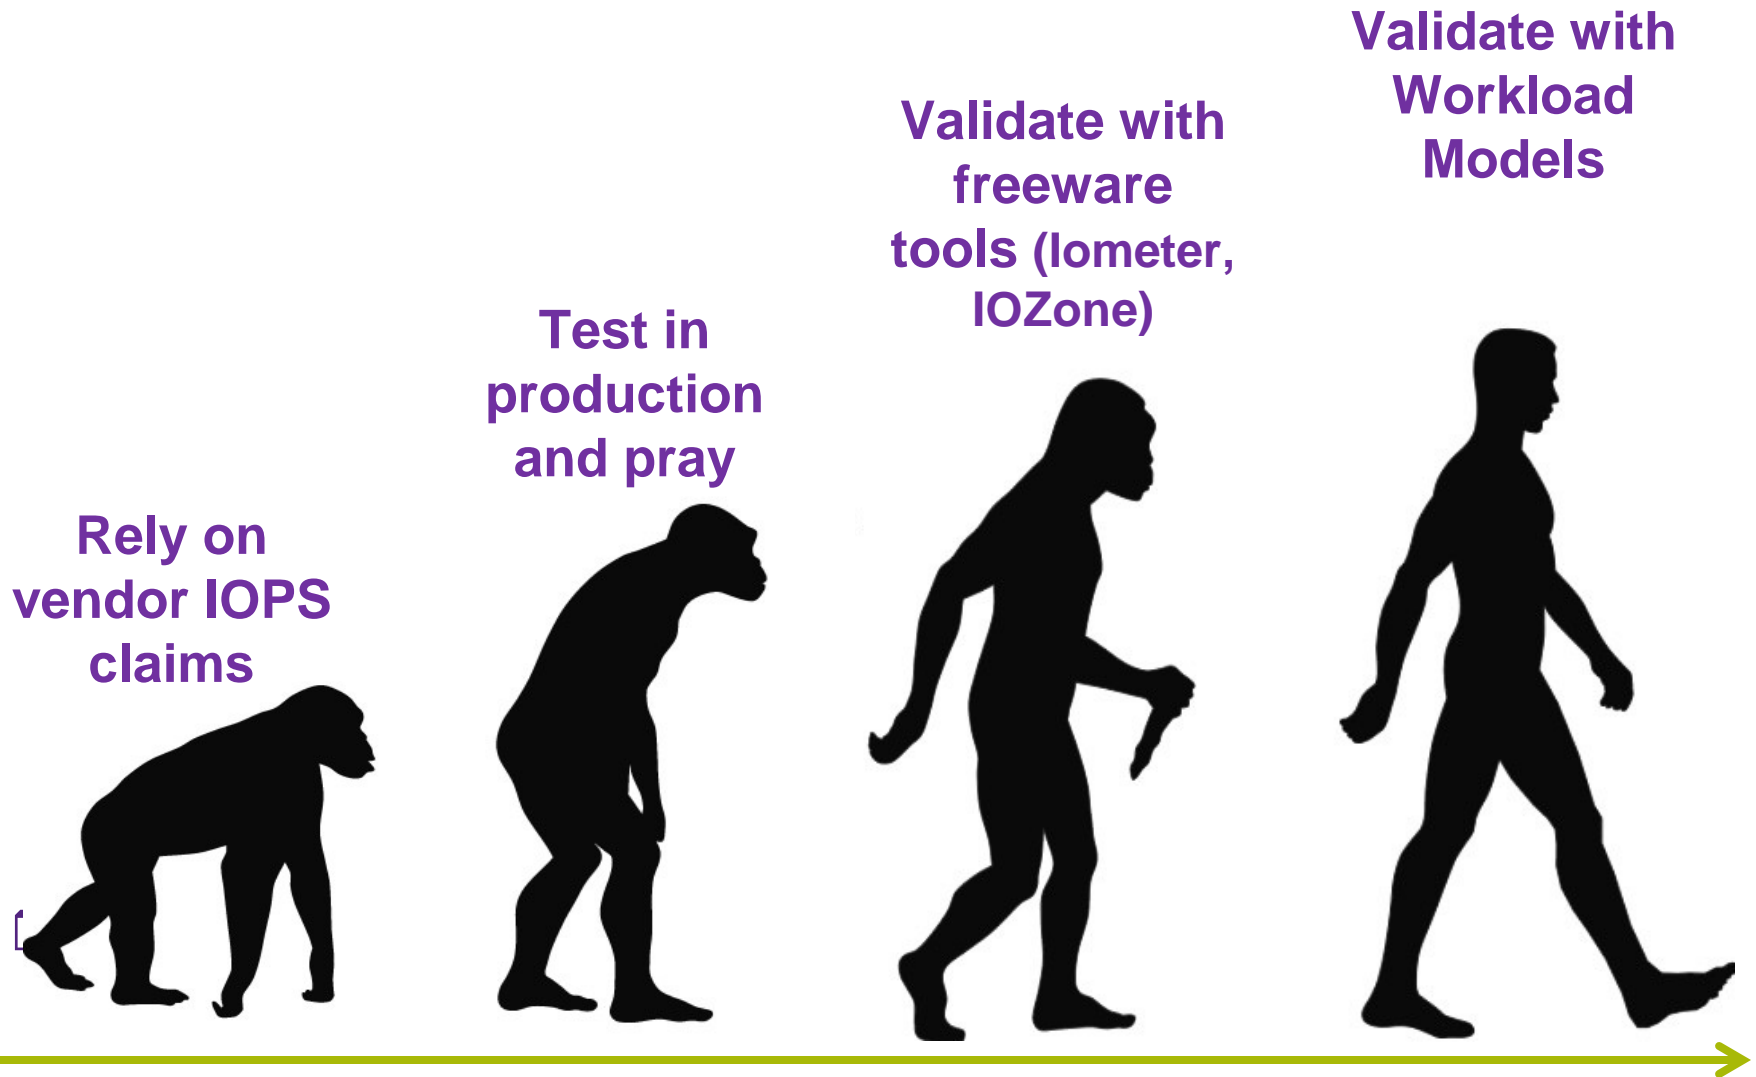 Rely on
vendor IOPS
claims
Test in
production
and pray
Validate with
freeware
tools (Iometer,
IOZone)
Validate with
Workload
Models